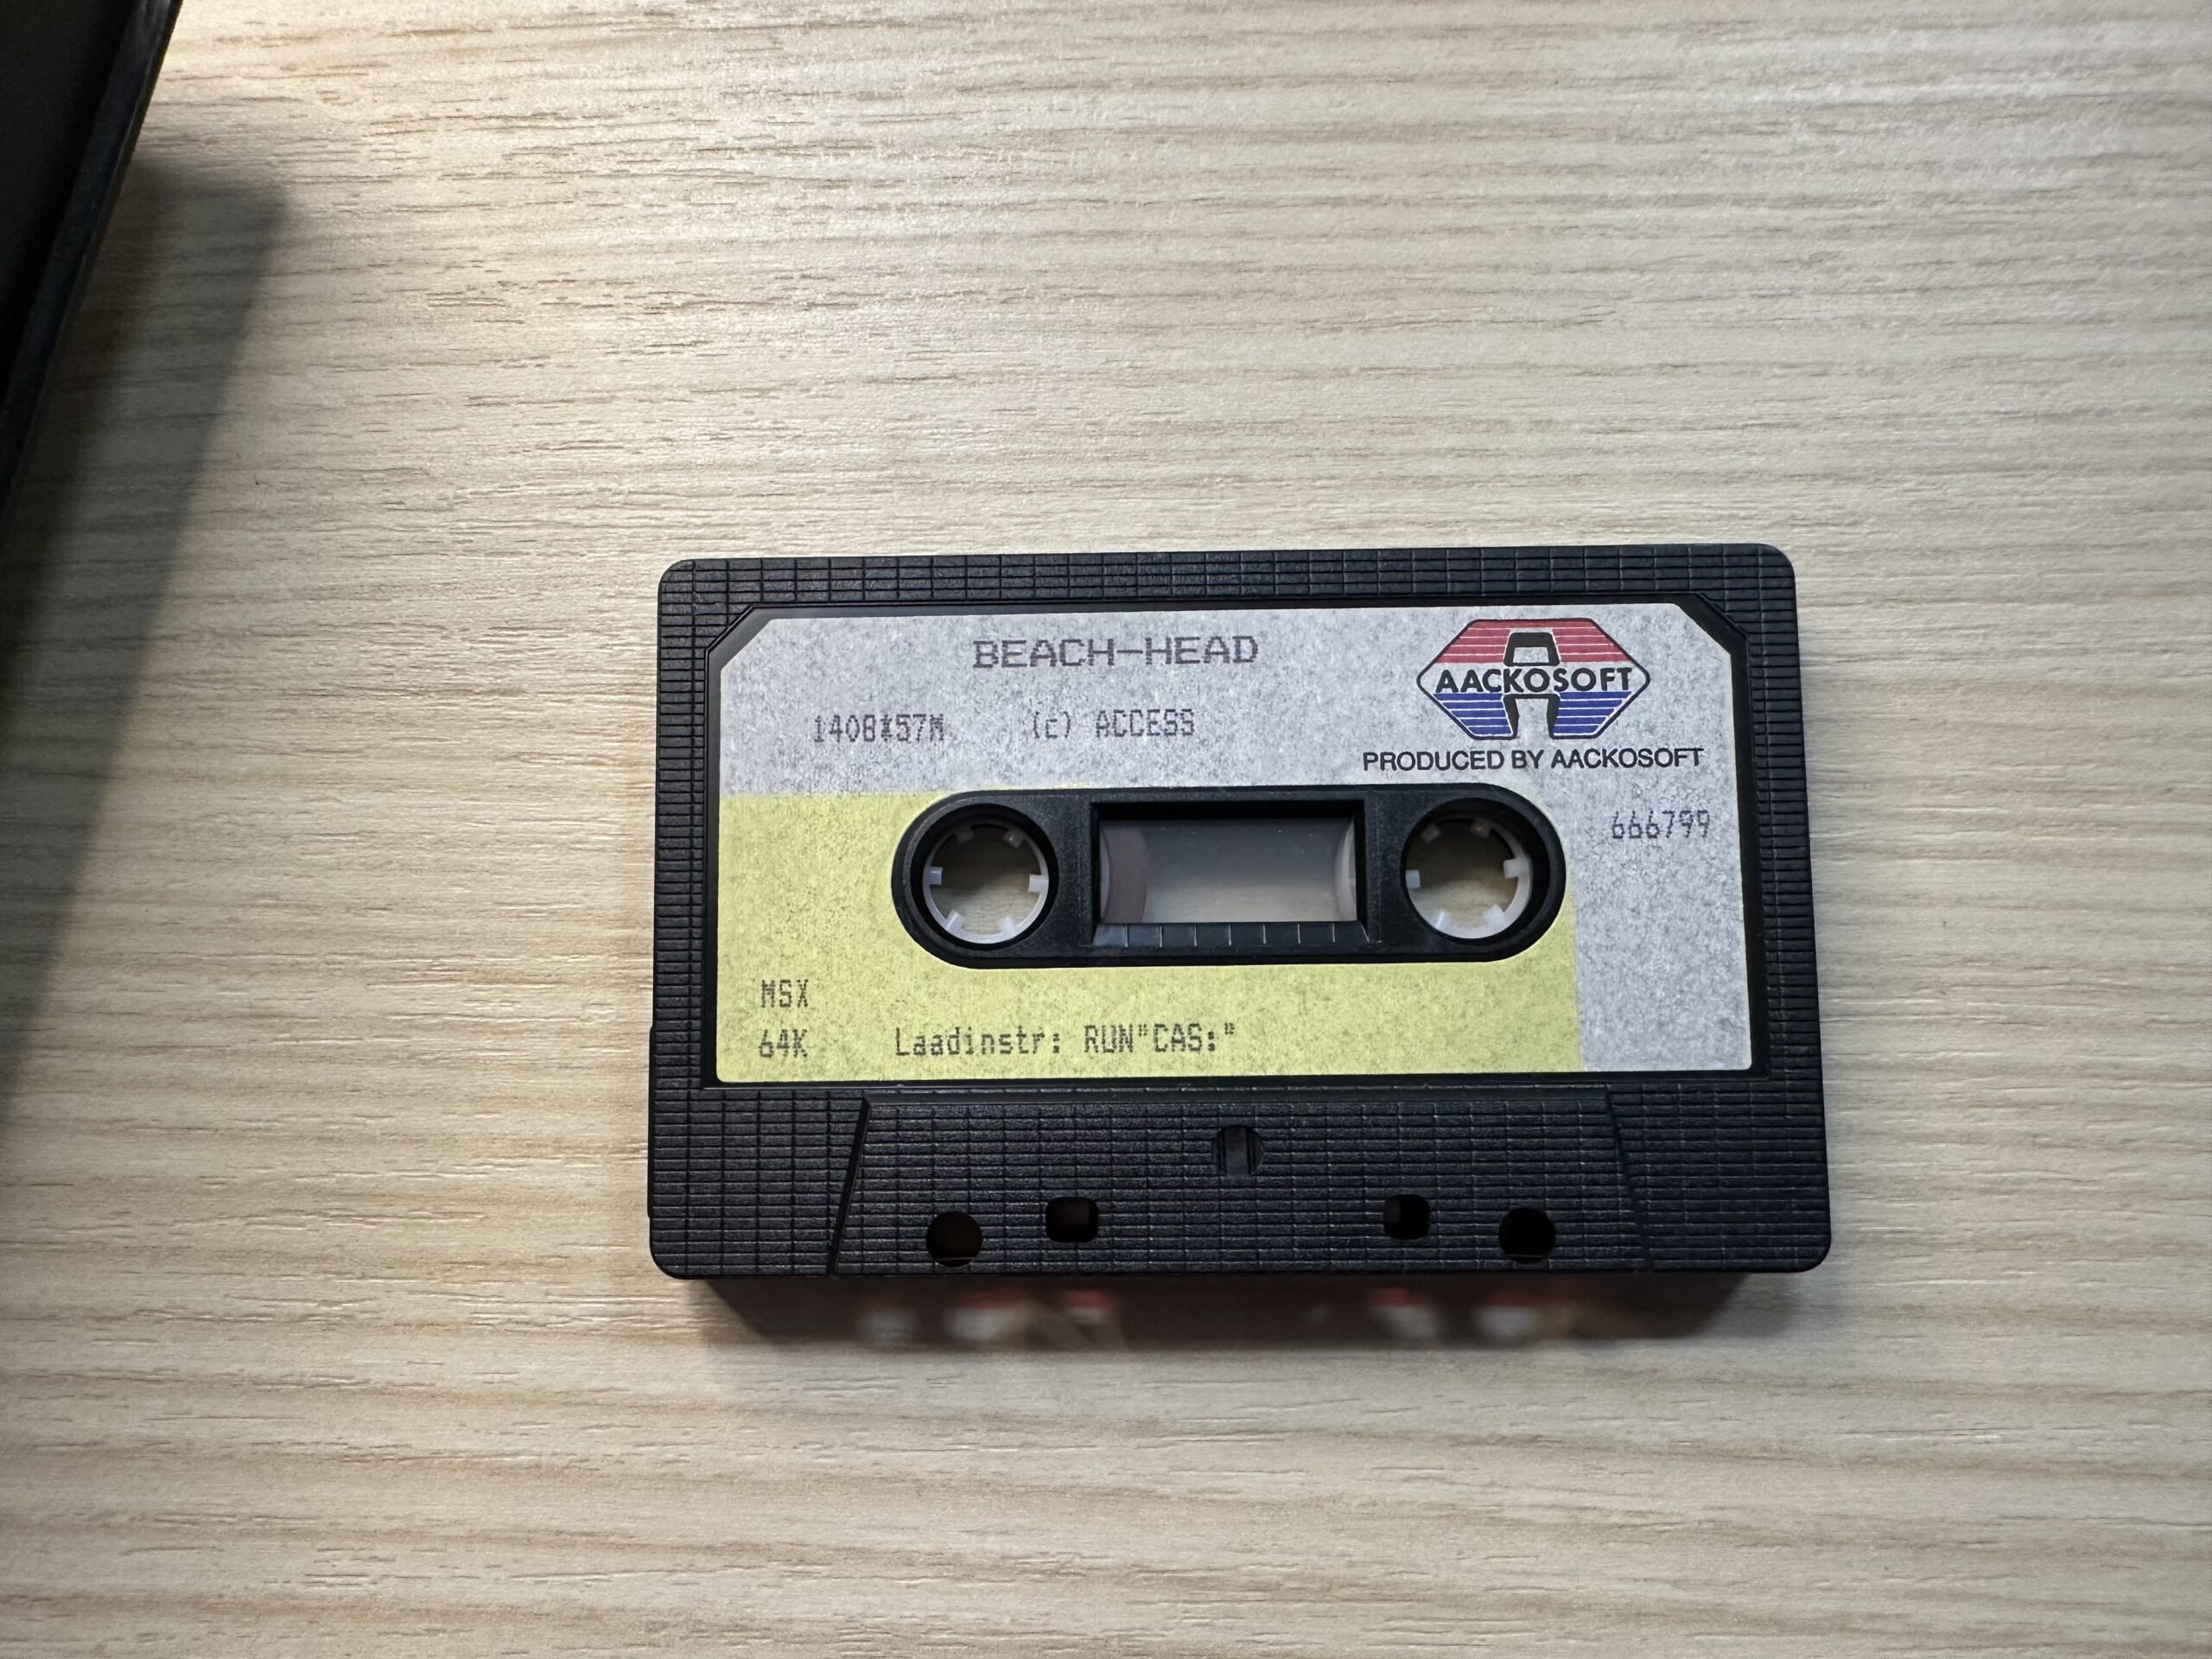 BEACH-HEAD
1408*57M (c) ACCESS
AACKOSOFT
PRODUCED BY AACKOSOFT
666799
MSX
64K Laadinstr: RUN"CAS:"